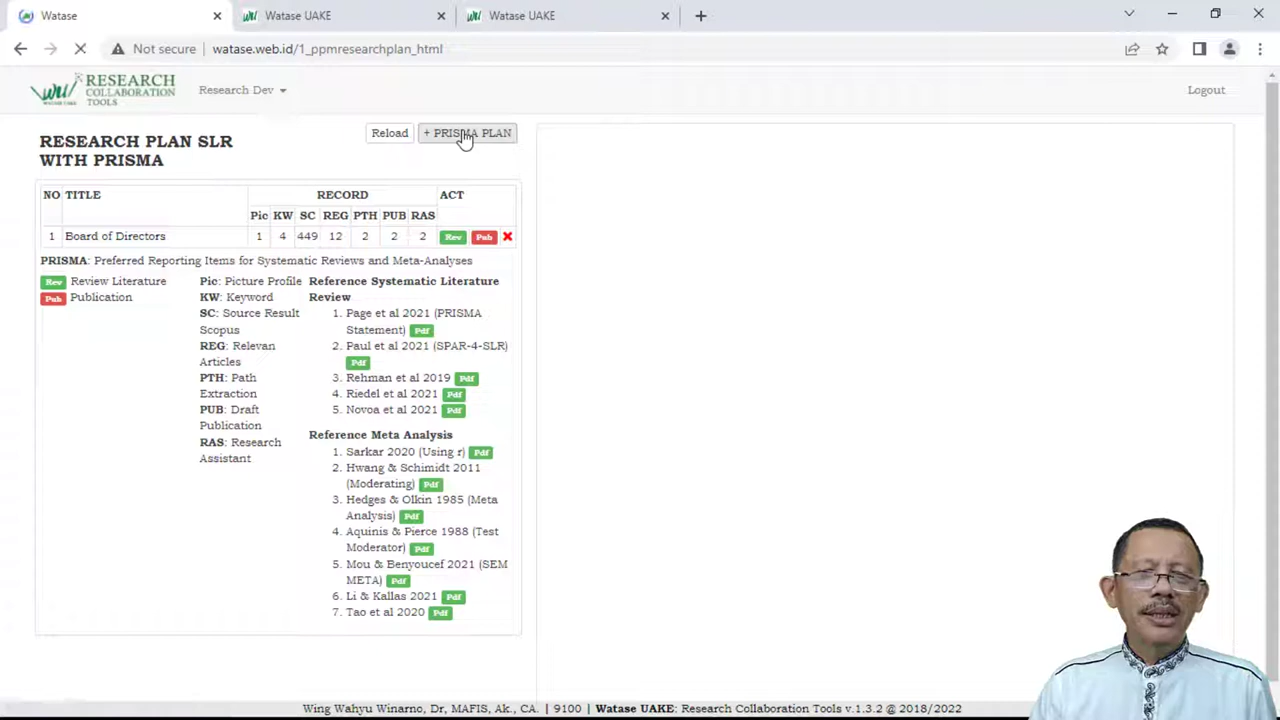 Watase
Watase UAKE
Watase UAKE
Not secure
watase.web.id/1_ppmresearchplan_html
WU
WATASE UAKE
RESEARCH
COLLABORATION
TOOLS
Research Dev
Logout
RESEARCH PLAN SLR
WITH PRISMA
Reload
+ PRISMA PLAN
NO TITLE RECORD ACT
Pic KW SC REG PTH PUB RAS
1 Board of Directors 1 4 449 12 2 2 2 Rev Pub
PRISMA: Preferred Reporting Items for Systematic Reviews and Meta-Analyses
Rev Review Literature
Pub Publication
Pic: Picture Profile
KW: Keyword
SC: Source Result
Scopus
REG: Relevan
Articles
PTH: Path
Extraction
PUB: Draft
Publication
RAS: Research
Assistant
Reference Systematic Literature
Review
1. Page et al 2021 (PRISMA
Statement) Pdf
2. Paul et al 2021 (SPAR-4-SLR)
Pdf
3. Rehman et al 2019 Pdf
4. Riedel et al 2021 Pdf
5. Novoa et al 2021 Pdf
Reference Meta Analysis
1. Sarkar 2020 (Using r) Pdf
2. Hwang & Schimidt 2011
(Moderating) Pdf
3. Hedges & Olkin 1985 (Meta
Analysis) Pdf
4. Aquinis & Pierce 1988 (Test
Moderator) Pdf
5. Mou & Benyoucef 2021 (SEM
META) Pdf
6. Li & Kallas 2021 Pdf
7. Tao et al 2020 Pdf
Wing Wahyu Winarno, Dr, MAFIS, Ak., CA. | 9100 | Watase UAKE: Research Collaboration Tools v.1.3.2 @ 2018/2022